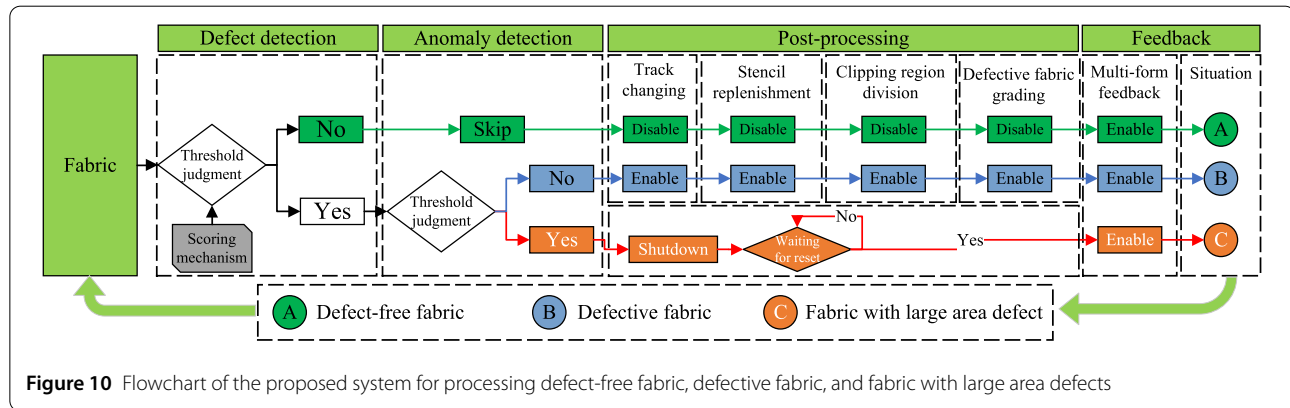 Defect detection
Anomaly detection
Post-processing
Feedback
Track
changing
Stencil
replenishment
Clipping region
division
Defective fabric
grading
Multi-form
feedback
Situation
Fabric
Threshold
judgment
Scoring
mechanism
No
Skip
Disable
Disable
Disable
Disable
Enable
A
Yes
Threshold
judgment
No
Enable
Enable
Enable
Enable
Enable
B
Yes
Shutdown
Waiting
for reset
No
Yes
Enable
C
A Defect-free fabric
B Defective fabric
C Fabric with large area defect
Figure 10 Flowchart of the proposed system for processing defect-free fabric, defective fabric, and fabric with large area defects